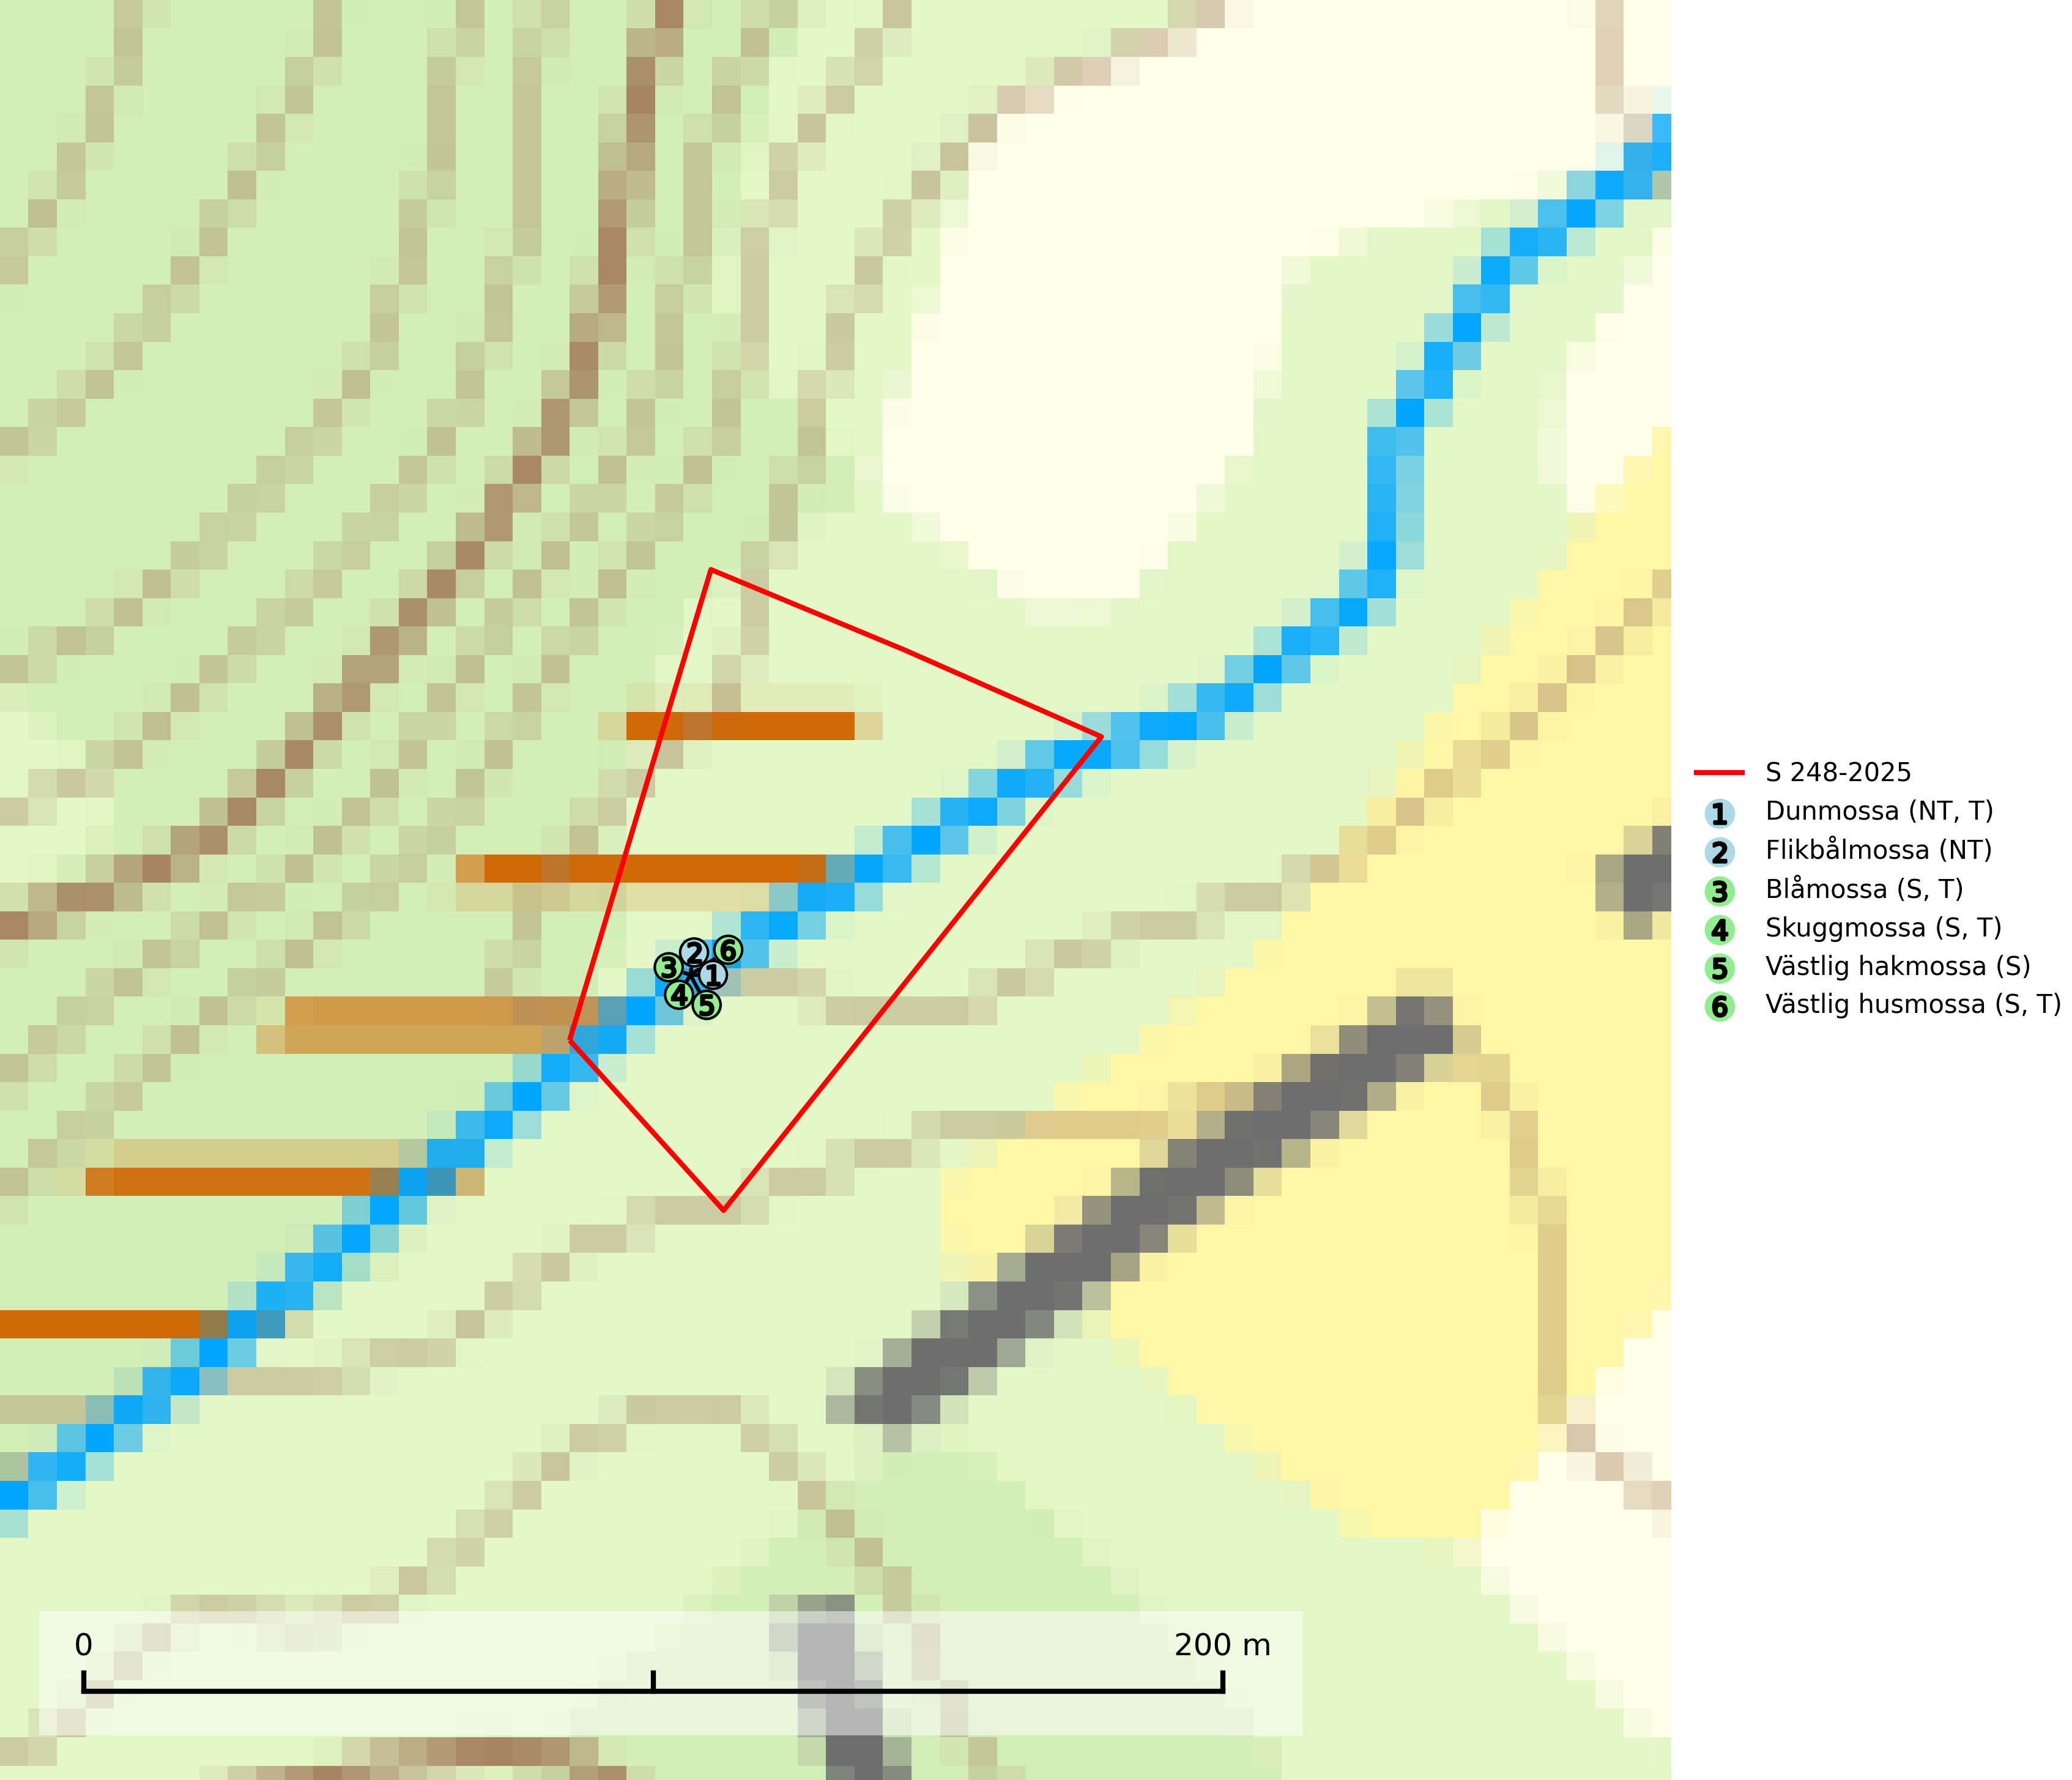 2
6
3
1
4
5
S 248-2025
1 Dunmossa (NT, T)
2 Flikbålmossa (NT)
3 Blåmossa (S, T)
4 Skuggmossa (S, T)
5 Västlig hakmossa (S)
6 Västlig husmossa (S, T)
0 200 m